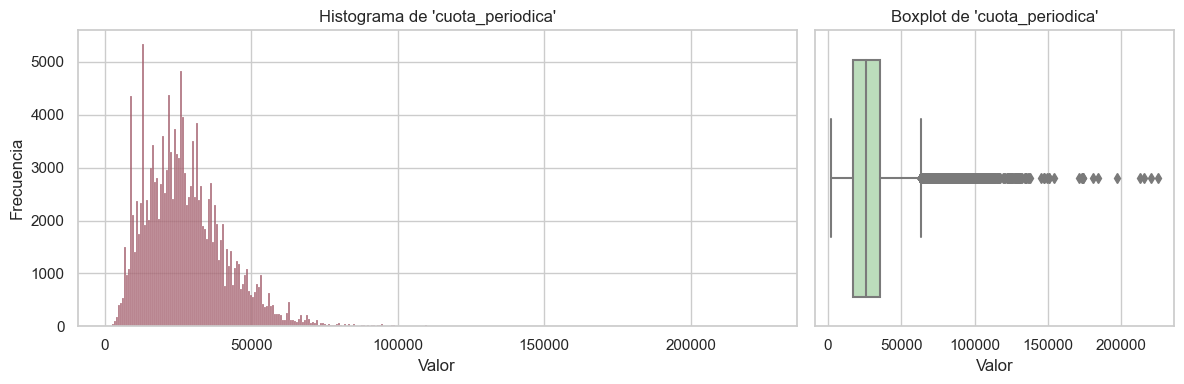 Histograma de 'cuota_periodica'
Frecuencia
5000
4000
3000
2000
1000
0
0 50000 100000 150000 200000
Valor
Boxplot de 'cuota_periodica'
0 50000 100000 150000 200000
Valor